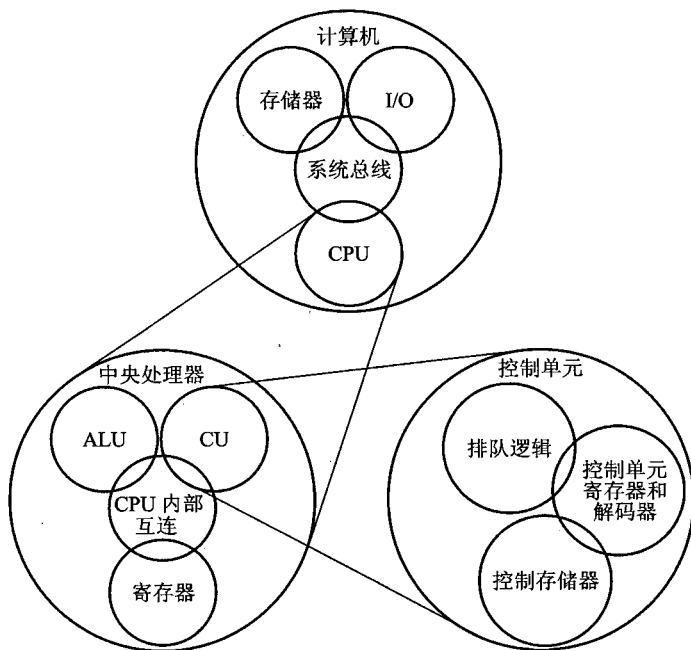 计算机
存储器
I/O
系统总线
CPU
中央处理器
ALU
CU
CPU 内部
互连
寄存器
控制单元
排队逻辑
控制单元
寄存器和
解码器
控制存储器